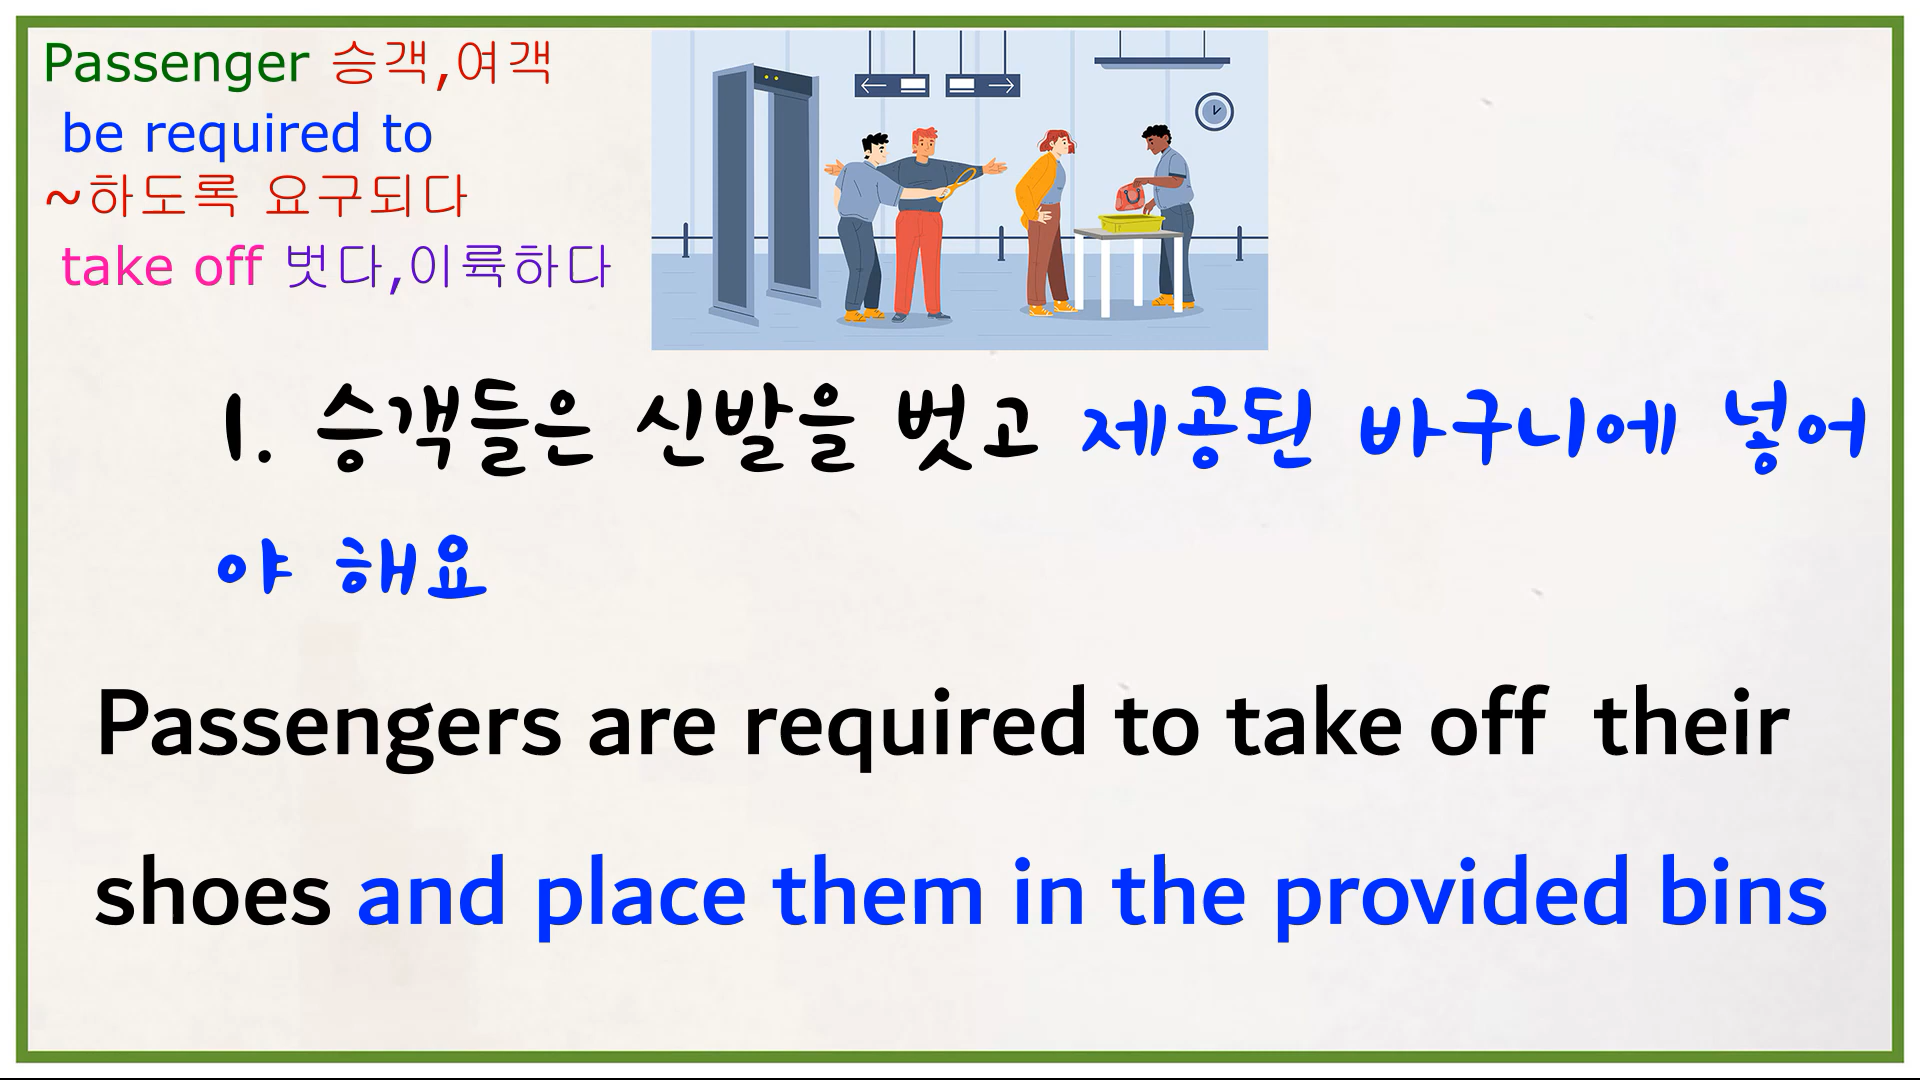 Passenger 승객,여객
be required to
~하도록 요구되다
take off 벗다,이륙하다
1. 승객들은 신발을 벗고 제공된 바구니에 넣어
야 해요
Passengers are required to take off  their
shoes and place them in the provided bins